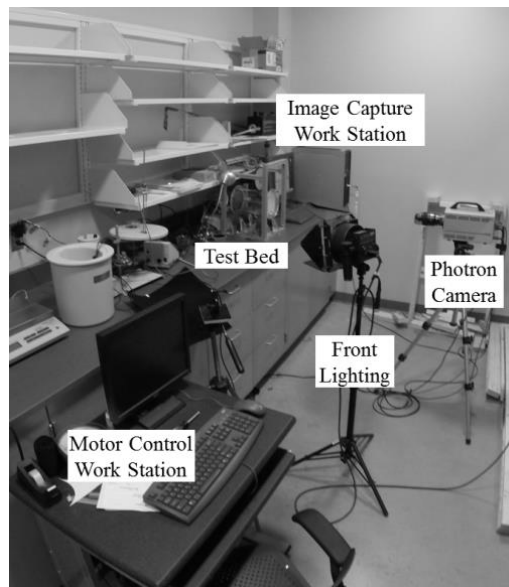 Image Capture
Work Station
Test Bed
Photron
Camera
Front
Lighting
Motor Control
Work Station